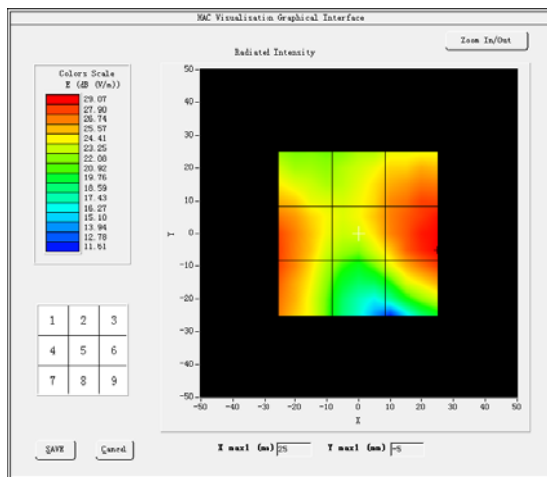 HAC Visualisation Graphical Interface
Zoom In/Out
Radiated Intensity
Colors Scale
E (dB (V/m))
29.07
27.90
26.74
25.57
24.41
23.25
22.08
20.92
19.76
18.59
17.43
16.27
15.10
13.94
12.78
11.61
50
40
30
20
10
0
-10
-20
-30
-40
-50
Y
-50 -40 -30 -20 -10 0 10 20 30 40 50
X
1 2 3
4 5 6
7 8 9
SAVE
Cancel
X max1 (mm) 25
Y max1 (mm) -5